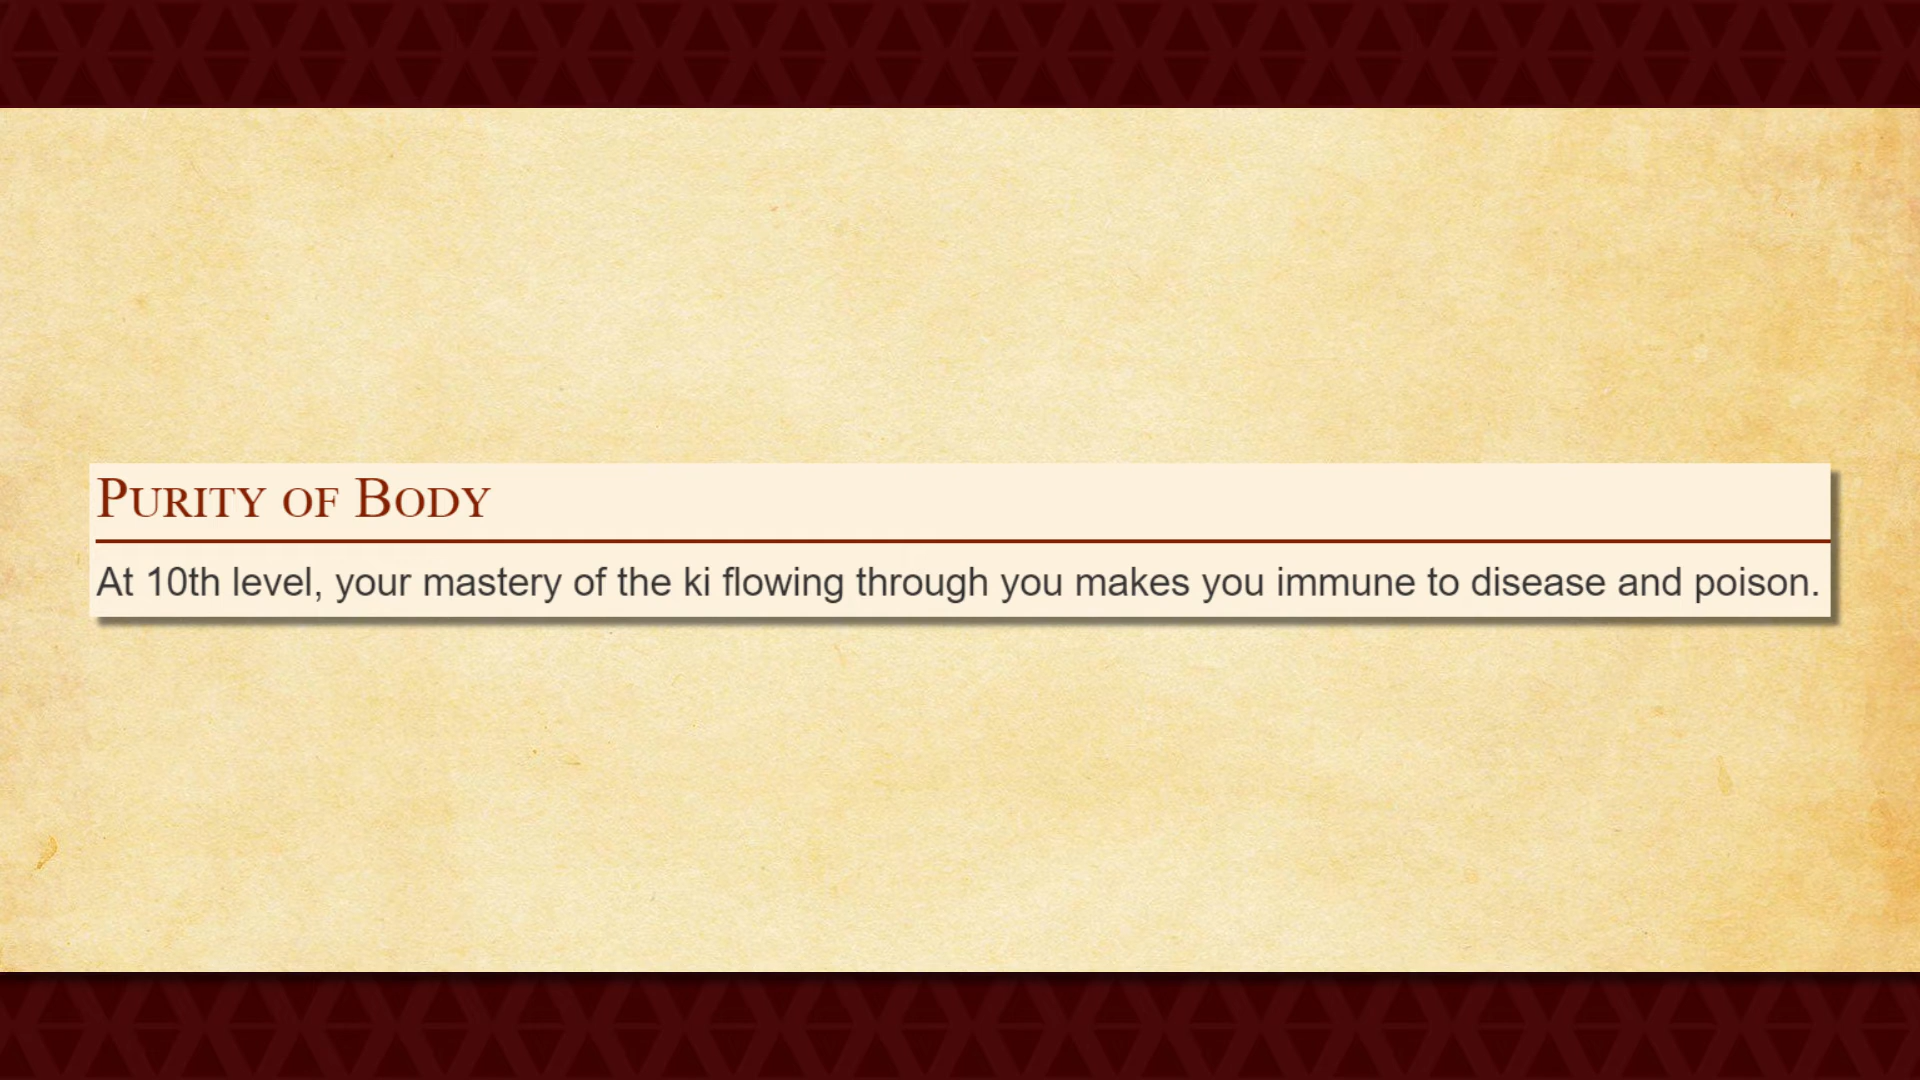 Purity of Body
At 10th level, your mastery of the ki flowing through you makes you immune to disease and poison.